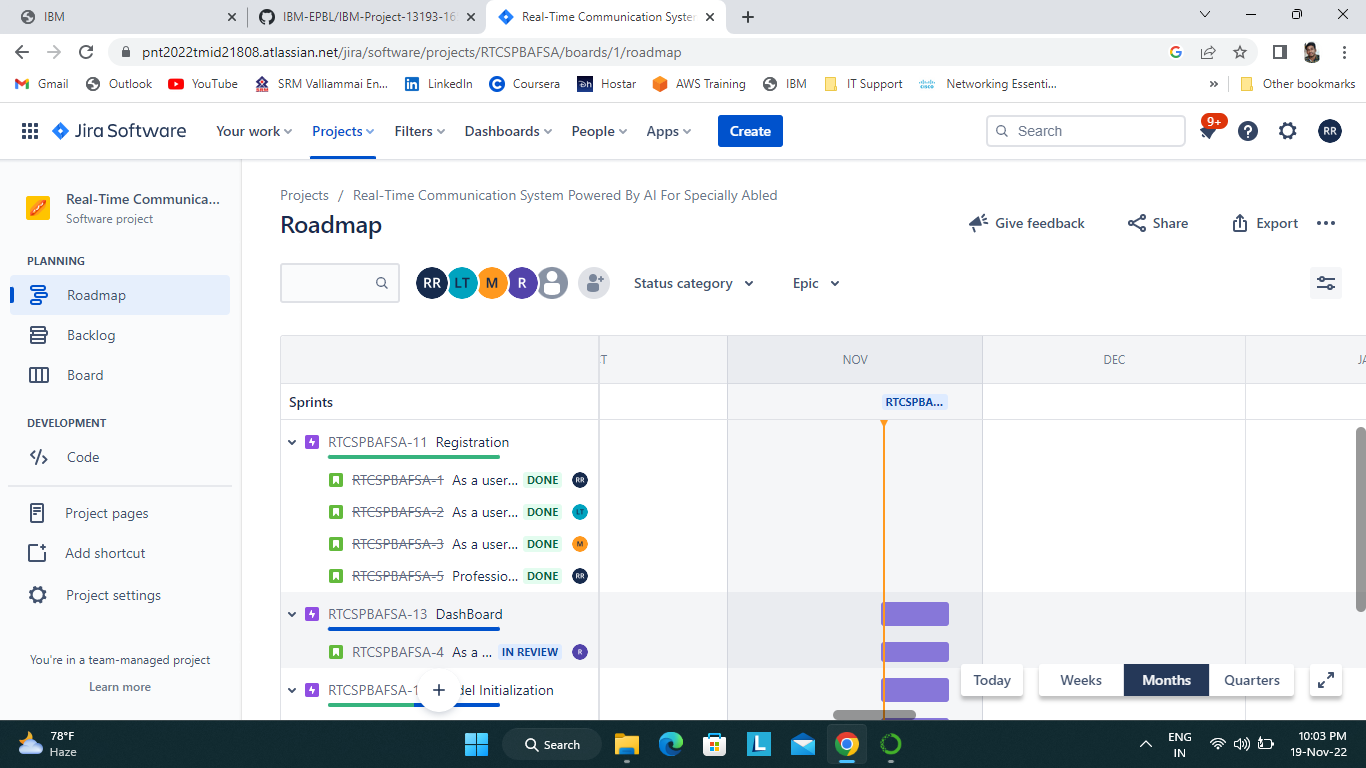 IBM
IBM-EPBL/IBM-Project-13193-16
Real-Time Communication System
pnt2022tmid21808.atlassian.net/jira/software/projects/RTCSPBAFSA/boards/1/roadmap
Gmail Outlook YouTube SRM Valliammai En... LinkedIn Coursera Hostar AWS Training IBM IT Support Networking Essenti... » Other bookmarks
Jira Software Your work Projects Filters Dashboards People Apps Create Search 9+ RR
Real-Time Communica...
Software project
PLANNING
Roadmap
Backlog
Board
DEVELOPMENT
Code
Project pages
Add shortcut
Project settings
You're in a team-managed project
Learn more
Projects / Real-Time Communication System Powered By AI For Specially Abled
Roadmap
Give feedback Share Export
RR LT M R Status category Epic
NOV DEC
Sprints RTCSPBA...
RTCSPBAFSA-11 Registration
RTCSPBAFSA-1 As a user... DONE RR
RTCSPBAFSA-2 As a user... DONE LT
RTCSPBAFSA-3 As a user... DONE M
RTCSPBAFSA-5 Professio... DONE RR
RTCSPBAFSA-13 DashBoard
RTCSPBAFSA-4 As a ... IN REVIEW R
RTCSPBAFSA-1 del Initialization
Today Weeks Months Quarters
78°F
Haze
Search
ENG
IN
10:03 PM
19-Nov-22